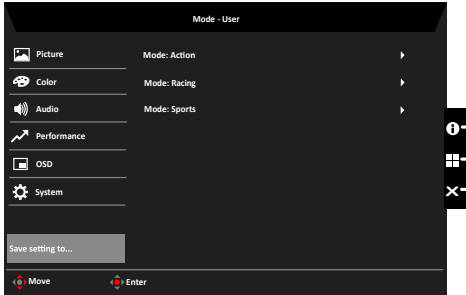 Mode - User
Picture
Mode: Action
Color
Mode: Racing
Audio
Mode: Sports
Performance
OSD
System
Save setting to...
Move
Enter